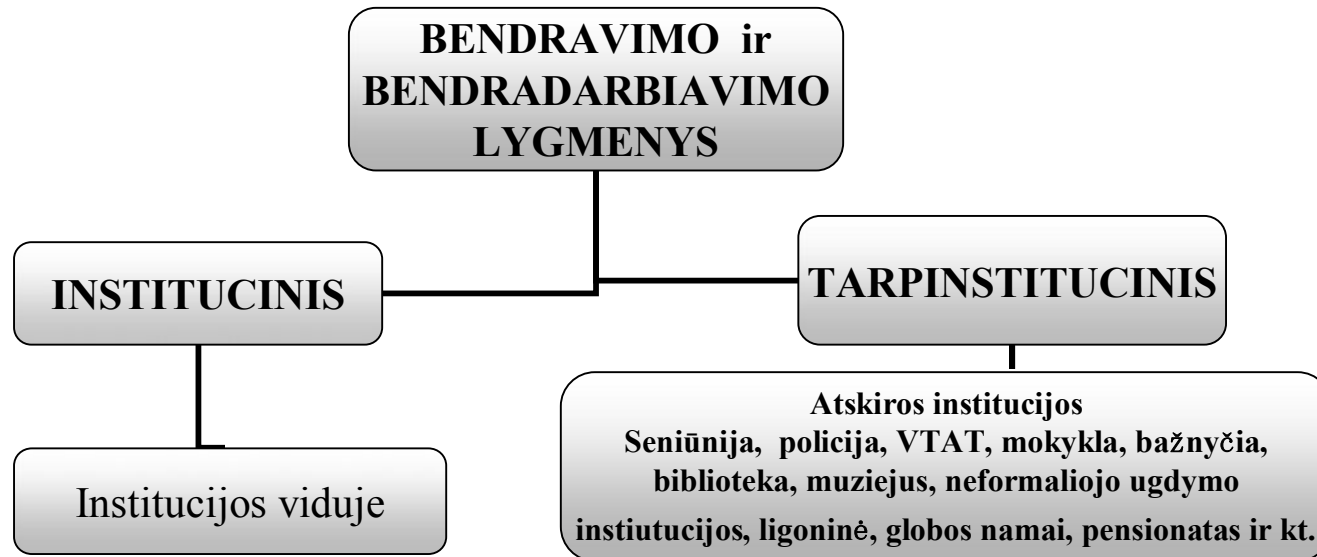 BENDRAVIMO ir
BENDRADARBIAVIMO
LYGMENYS
INSTITUCINIS
TARPINSTITUCINIS
Institucijos viduje
Atskiros institucijos
Seniūnija, policija, VTAT, mokykla, bažnyčia,
biblioteka, muziejus, neformaliojo ugdymo
instiutucijos, ligoninė, globos namai, pensionatas ir kt.